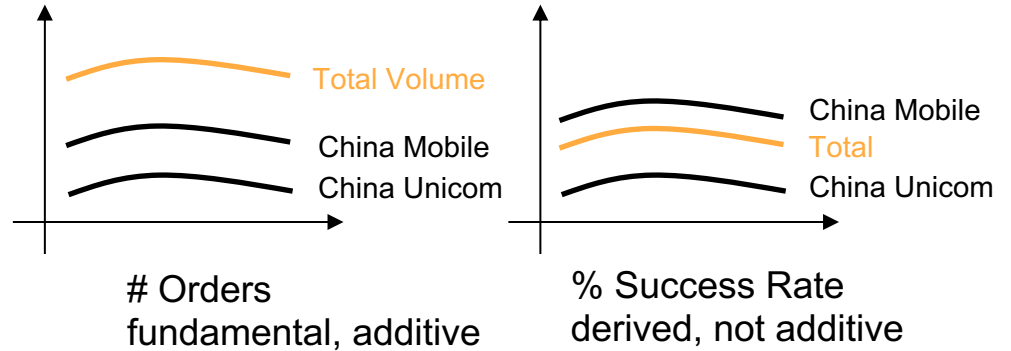 Total Volume
China Mobile
China Unicom
# Orders
fundamental, additive
China Mobile
Total
China Unicom
% Success Rate
derived, not additive